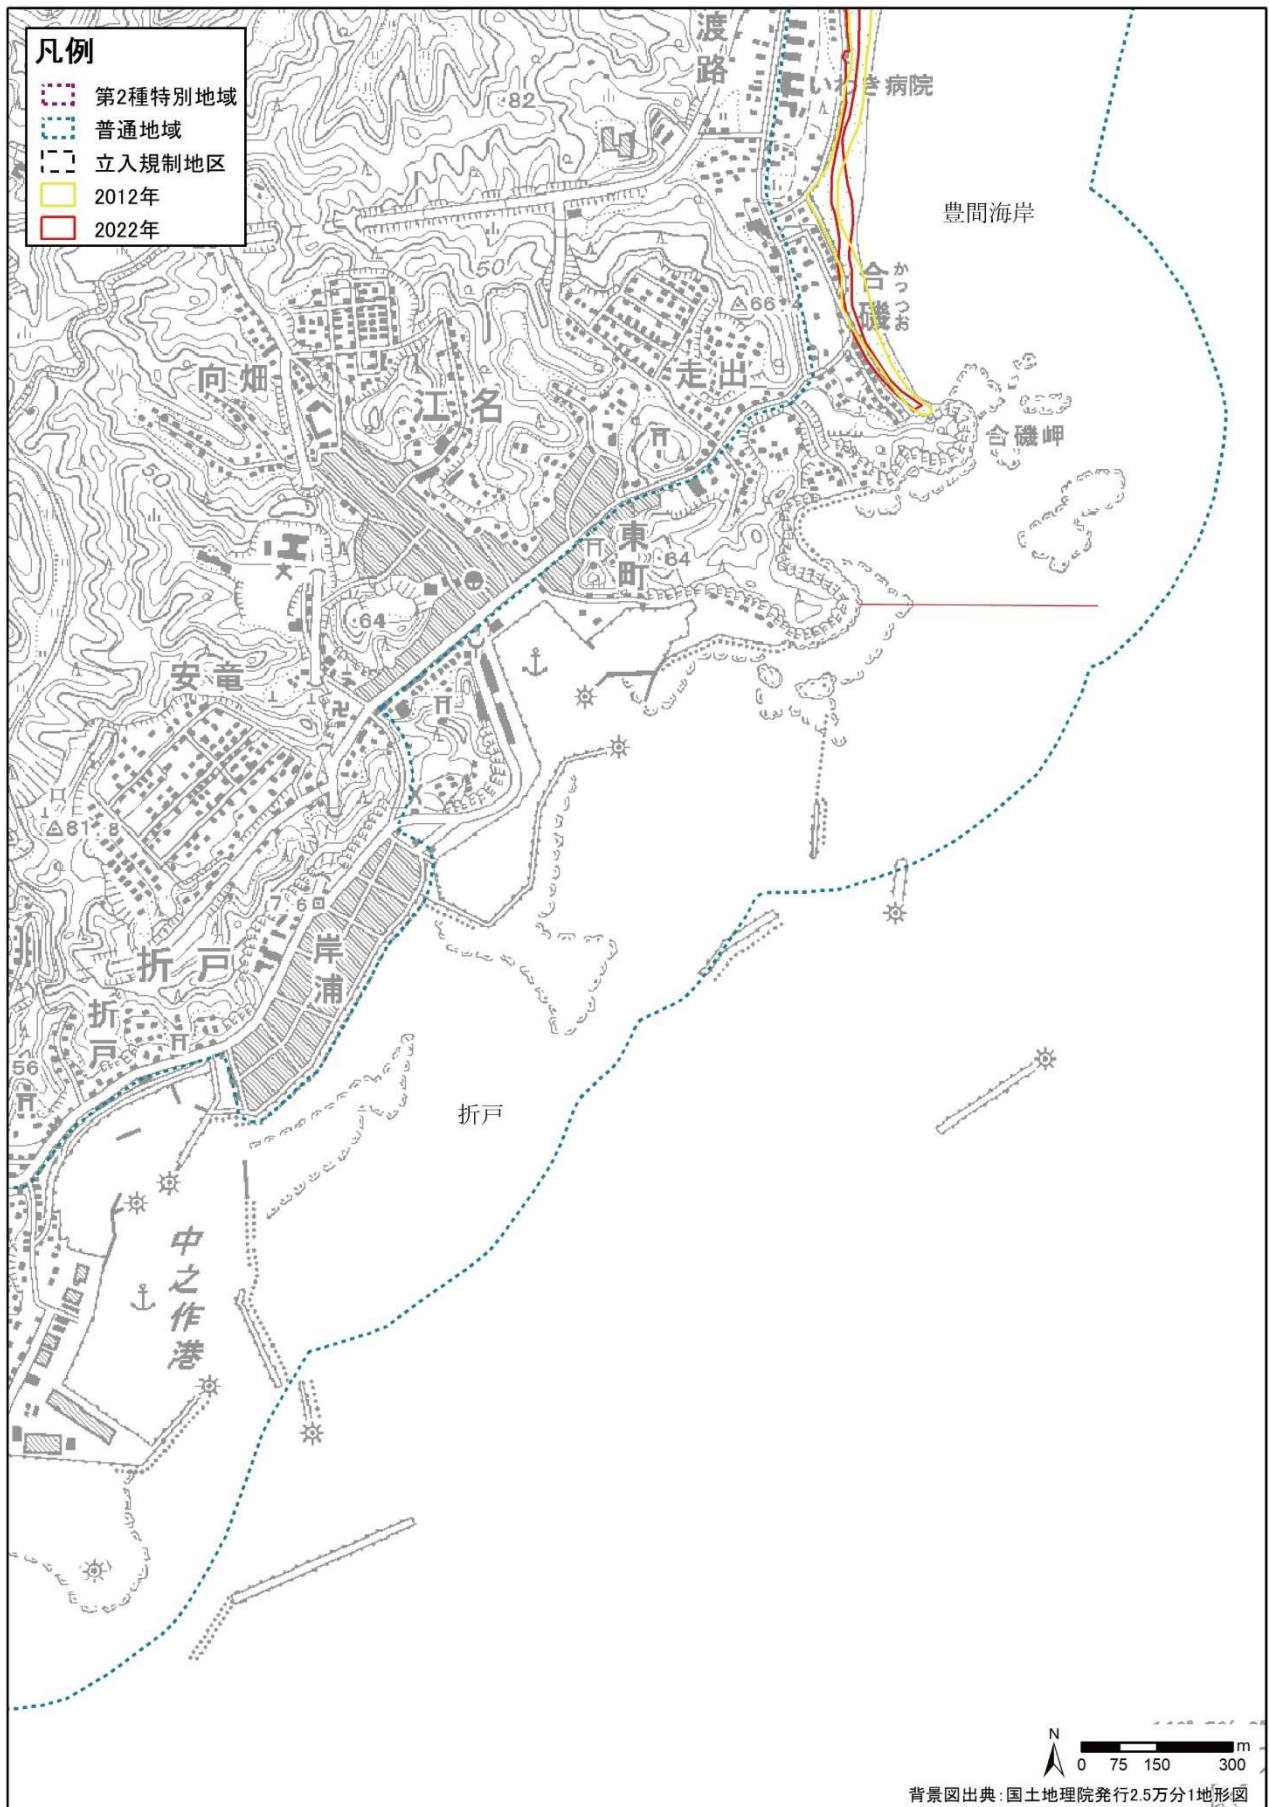 凡例
第2種特別地域
普通地域
立入規制地区
2012年
2022年
渡路
いわき病院
82
豊間海岸
50
合磯
かっつお
66.4
向畑
江名
走出
合磯岬
50
東町
64
64
安竜
81.8
7.6
折戸
岸浦
折戸
56
折戸
中之作港
N
0 75 150 300 m
背景図出典:国土地理院発行2.5万分1地形図